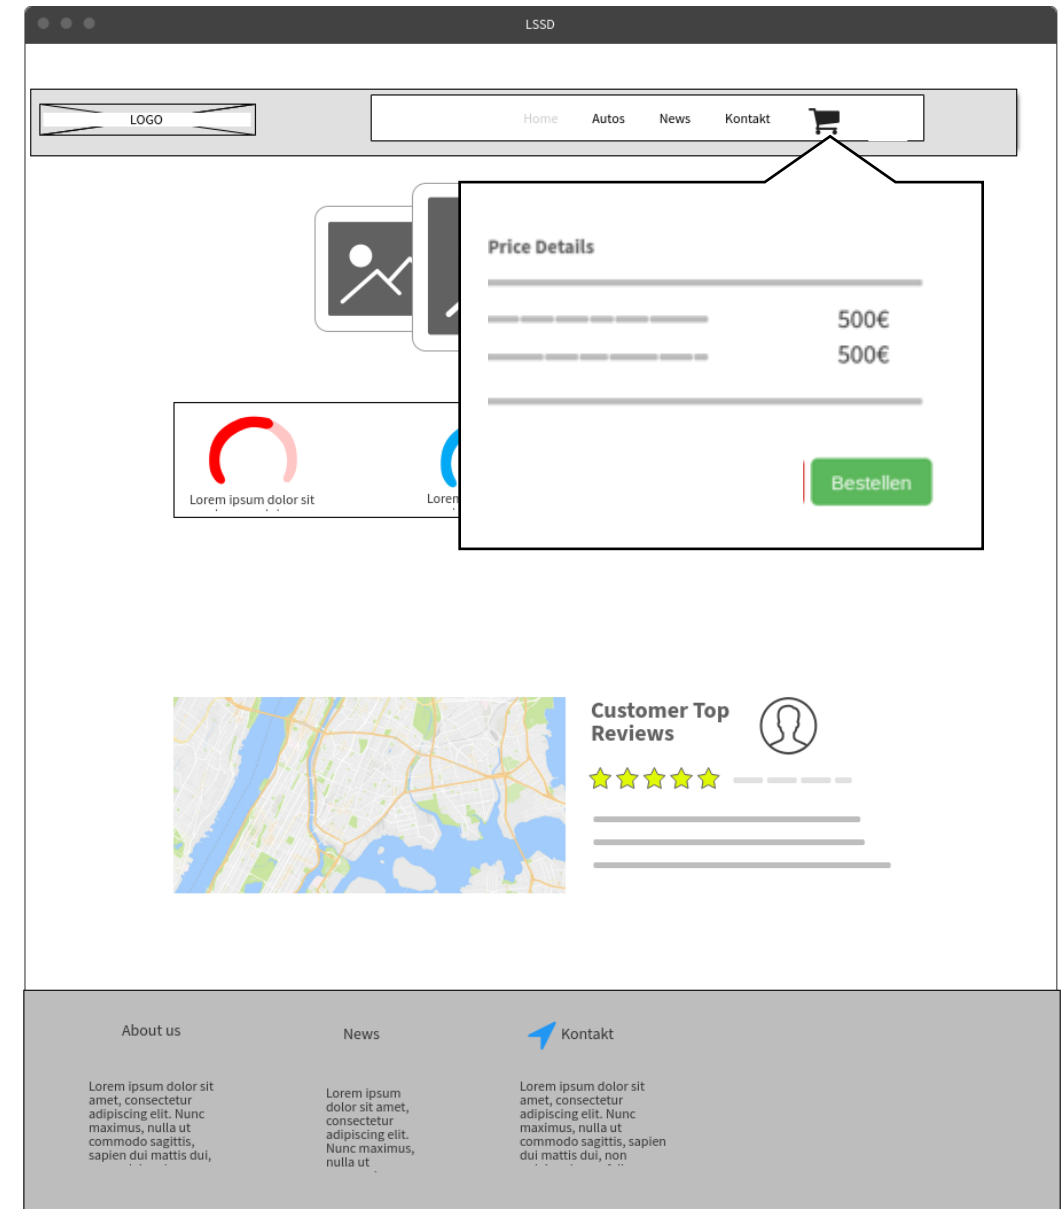 LSSD
LOGO
Home
Autos
News
Kontakt
Price Details
500€
500€
Bestellen
Lorem ipsum dolor sit
Lorem
Customer Top
Reviews
About us
Lorem ipsum dolor sit
amet, consectetur
adipiscing elit. Nunc
maximus, nulla ut
commodo sagittis,
sapien dui mattis dui,
News
Lorem ipsum
dolor sit amet,
consectetur
adipiscing elit.
Nunc maximus,
nulla ut
Kontakt
Lorem ipsum dolor sit
amet, consectetur
adipiscing elit. Nunc
maximus, nulla ut
commodo sagittis, sapien
dui mattis dui, non